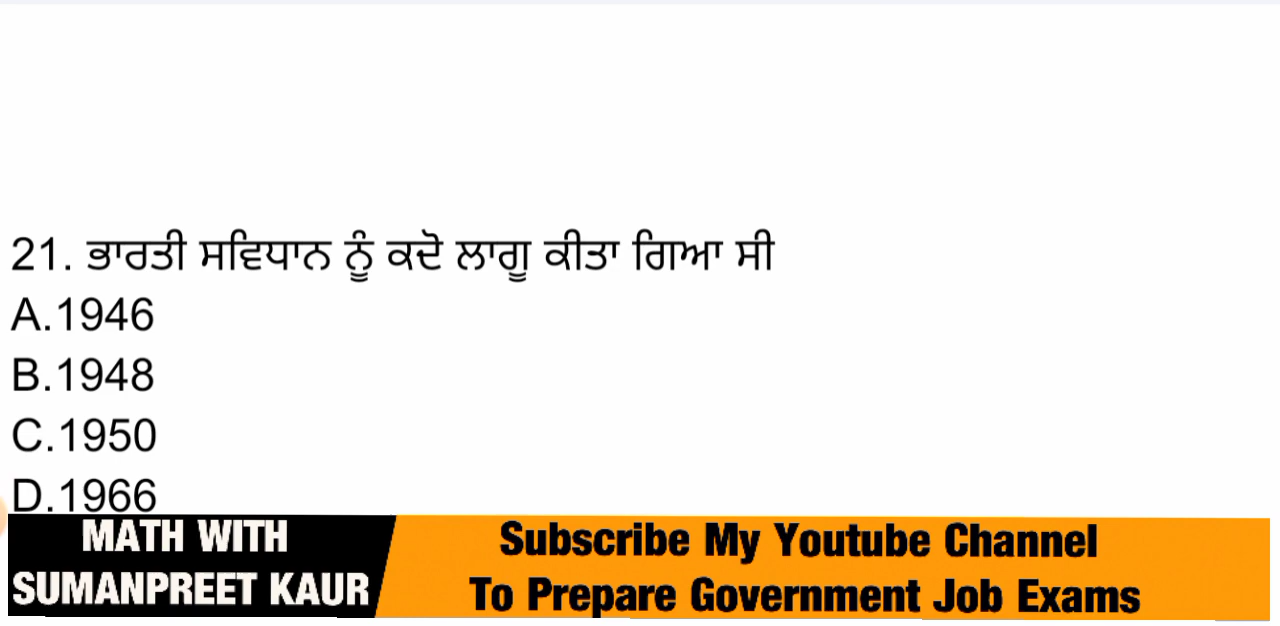 21. ਭਾਰਤੀ ਸਵਿਧਾਨ ਨੂੰ ਕਦੋ ਲਾਗੂ ਕੀਤਾ ਗਿਆ ਸੀ
A.1946
B.1948
C.1950
D.1966
MATH WITH
SUMANPREET KAUR
Subscribe My Youtube Channel
To Prepare Government Job Exams